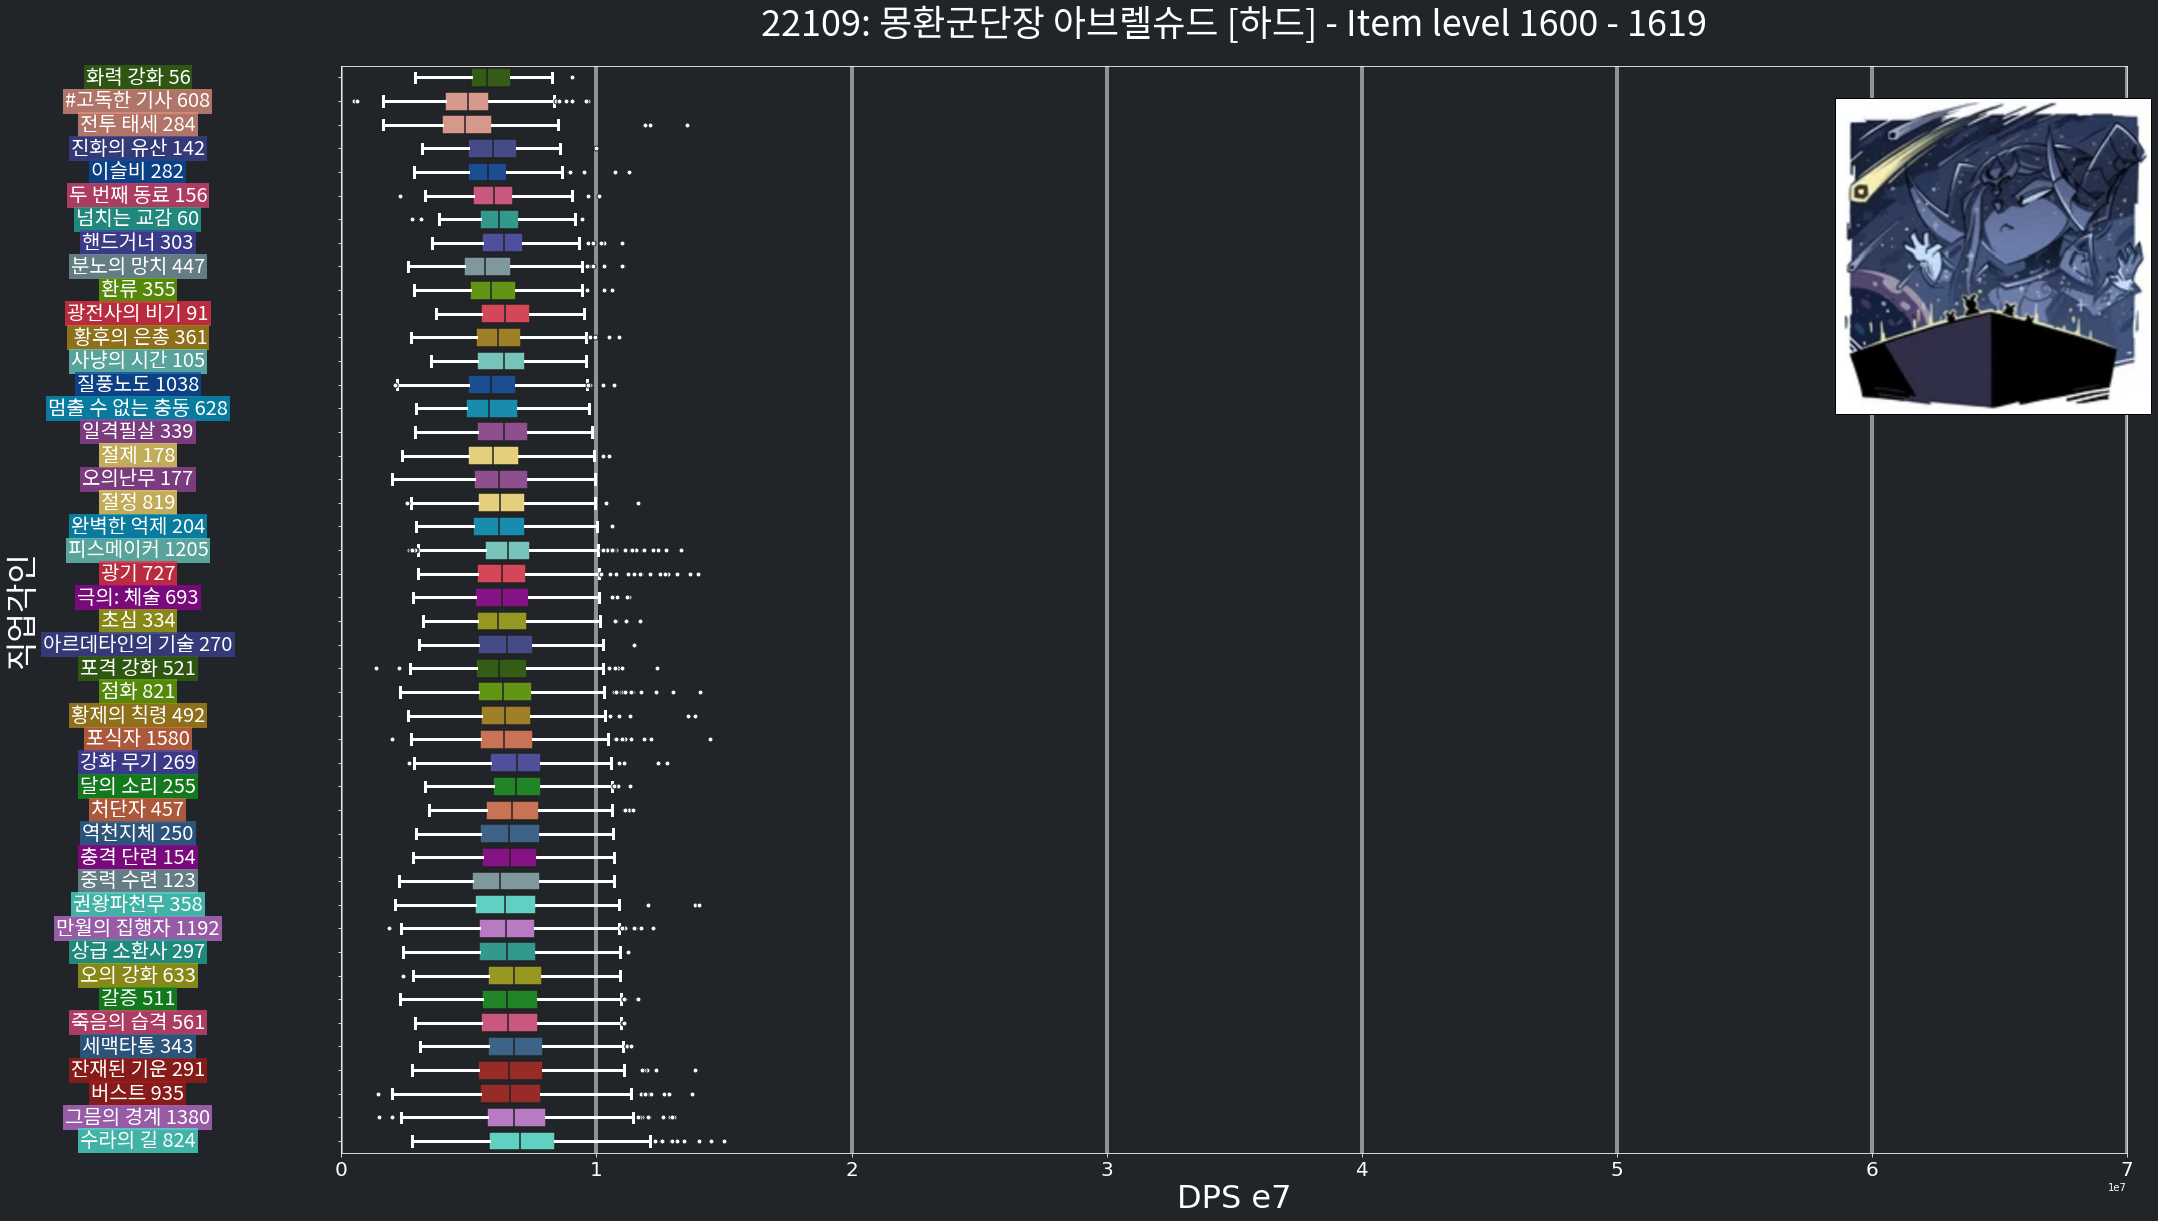 22109: 몽환군단장 아브렐슈드 [하드] - Item level 1600 - 1619
화력 강화 56
#고독한 기사 608
전투 태세 284
진화의 유산 142
이슬비 282
두 번째 동료 156
넘치는 교감 60
핸드거너 303
분노의 망치 447
환류 355
광전사의 비기 91
황후의 은총 361
사냥의 시간 105
질풍노도 1038
멈출 수 없는 충동 628
일격필살 339
절제 178
오의난무 177
절정 819
완벽한 억제 204
피스메이커 1205
광기 727
극의: 체술 693
초심 334
아르데타인의 기술 270
포격 강화 521
점화 821
황제의 칙령 492
포식자 1580
강화 무기 269
달의 소리 255
처단자 457
역천지체 250
충격 단련 154
중력 수련 123
권왕파천무 358
만월의 집행자 1192
상급 소환사 297
오의 강화 633
갈증 511
죽음의 습격 561
세맥타통 343
잔재된 기운 291
버스트 935
그믐의 경계 1380
수라의 길 824
직업각인
0 1 2 3 4 5 6 7
1e7
DPS e7